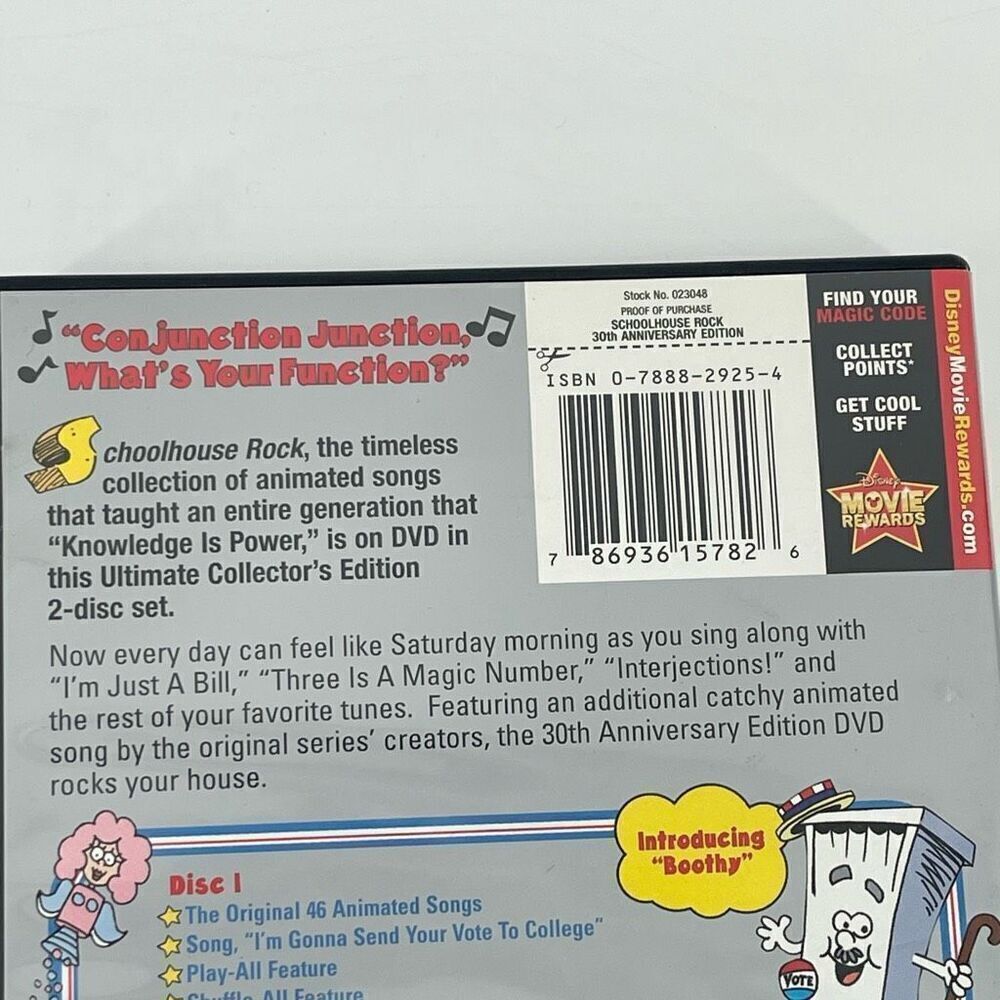 "Conjunction Junction,
What's Your Function?"
Schoolhouse Rock, the timeless
collection of animated songs
that taught an entire generation that
"Knowledge Is Power," is on DVD in
this Ultimate Collector's Edition
2-disc set.
Stock No. 023048
PROOF OF PURCHASE
SCHOOLHOUSE ROCK
30th ANNIVERSARY EDITION
ISBN 0-7888-2925-4
7 86936 15782 6
FIND YOUR
MAGIC CODE
COLLECT
POINTS*
GET COOL
STUFF
Disney
MOVIE
REWARDS
DisneyMovieRewards.com
Now every day can feel like Saturday morning as you sing along with
"I'm Just A Bill," "Three Is A Magic Number," "Interjections!" and
the rest of your favorite tunes. Featuring an additional catchy animated
song by the original series' creators, the 30th Anniversary Edition DVD
rocks your house.
Introducing
"Boothy"
VOTE
Disc 1
The Original 46 Animated Songs
Song, "I'm Gonna Send Your Vote To College"
Play-All Feature
Shuffle All Feature